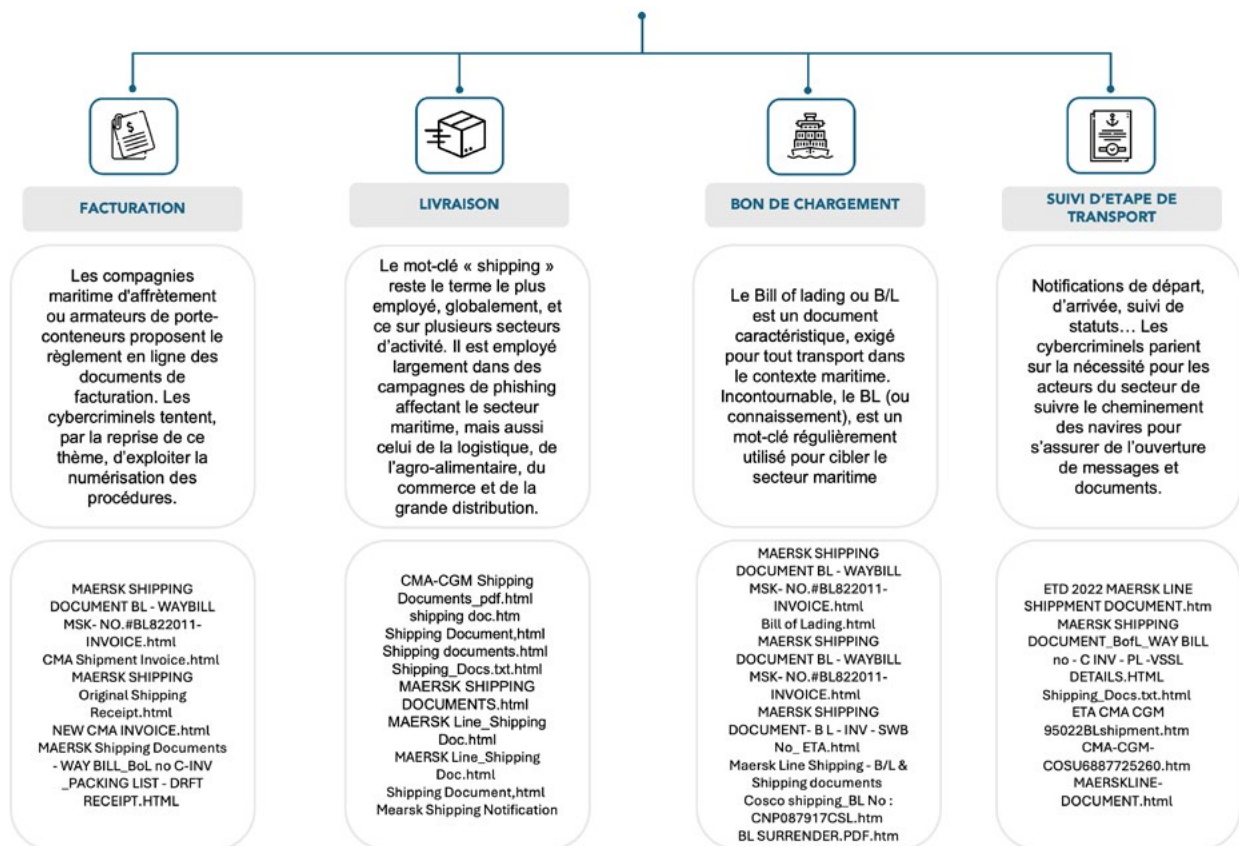 FACTURATION
Les compagnies
maritime d'affrètement
ou armateurs de porte-
conteneurs proposent le
règlement en ligne des
documents de
facturation. Les
cybercriminels tentent,
par la reprise de ce
thème, d'exploiter la
numérisation des
procédures.
MAERSK SHIPPING
DOCUMENT BL - WAYBILL
MSK- NO.#BL822011-
INVOICE.html
CMA Shipment Invoice.html
MAERSK SHIPPING
Original Shipping
Receipt.html
NEW CMA INVOICE.html
MAERSK Shipping Documents
- WAY BILL_BoL no C-INV
_PACKING LIST - DRFT
RECEIPT.HTML
LIVRAISON
Le mot-clé « shipping »
reste le terme le plus
employé, globalement, et
ce sur plusieurs secteurs
d'activité. Il est employé
largement dans des
campagnes de phishing
affectant le secteur
maritime, mais aussi
celui de la logistique, de
l'agro-alimentaire, du
commerce et de la
grande distribution.
CMA-CGM Shipping
Documents_pdf.html
shipping doc.htm
Shipping Document,html
Shipping documents.html
Shipping_Docs.txt.html
MAERSK SHIPPING
DOCUMENTS.html
MAERSK Line_Shipping
Doc.html
MAERSK Line_Shipping
Doc.html
Shipping Document,html
Mearsk Shipping Notification
BON DE CHARGEMENT
Le Bill of lading ou B/L
est un document
caractéristique, exigé
pour tout transport dans
le contexte maritime.
Incontournable, le BL (ou
connaissement), est un
mot-clé régulièrement
utilisé pour cibler le
secteur maritime
MAERSK SHIPPING
DOCUMENT BL - WAYBILL
MSK- NO.#BL822011-
INVOICE.html
Bill of Lading.html
MAERSK SHIPPING
DOCUMENT BL - WAYBILL
MSK- NO.#BL822011-
INVOICE.html
MAERSK SHIPPING
DOCUMENT- B L - INV - SWB
No_ ETA.html
Maersk Line Shipping - B/L &
Shipping documents
Cosco shipping_BL No :
CNP087917CSL.htm
BL SURRENDER.PDF.htm
SUIVI D'ETAPE DE
TRANSPORT
Notifications de départ,
d'arrivée, suivi de
statuts… Les
cybercriminels parient
sur la nécessité pour les
acteurs du secteur de
suivre le cheminement
des navires pour
s'assurer de l'ouverture
de messages et
documents.
ETD 2022 MAERSK LINE
SHIPPMENT DOCUMENT.htm
MAERSK SHIPPING
DOCUMENT_BofL_WAY BILL
no - C INV - PL -VSSL
DETAILS.HTML
Shipping_Docs.txt.html
ETA CMA CGM
95022BLshipment.htm
CMA-CGM-
COSU6887725260.htm
MAERSKLINE-
DOCUMENT.html